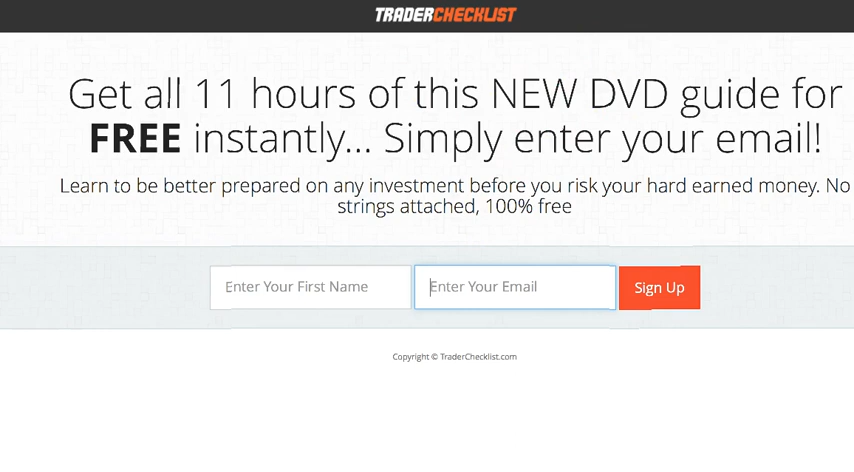 TRADERCHECKLIST
Get all 11 hours of this NEW DVD guide for
FREE instantly... Simply enter your email!
Learn to be better prepared on any investment before you risk your hard earned money. No
strings attached, 100% free
Enter Your First Name
Enter Your Email
Sign Up
Copyright © TraderChecklist.com